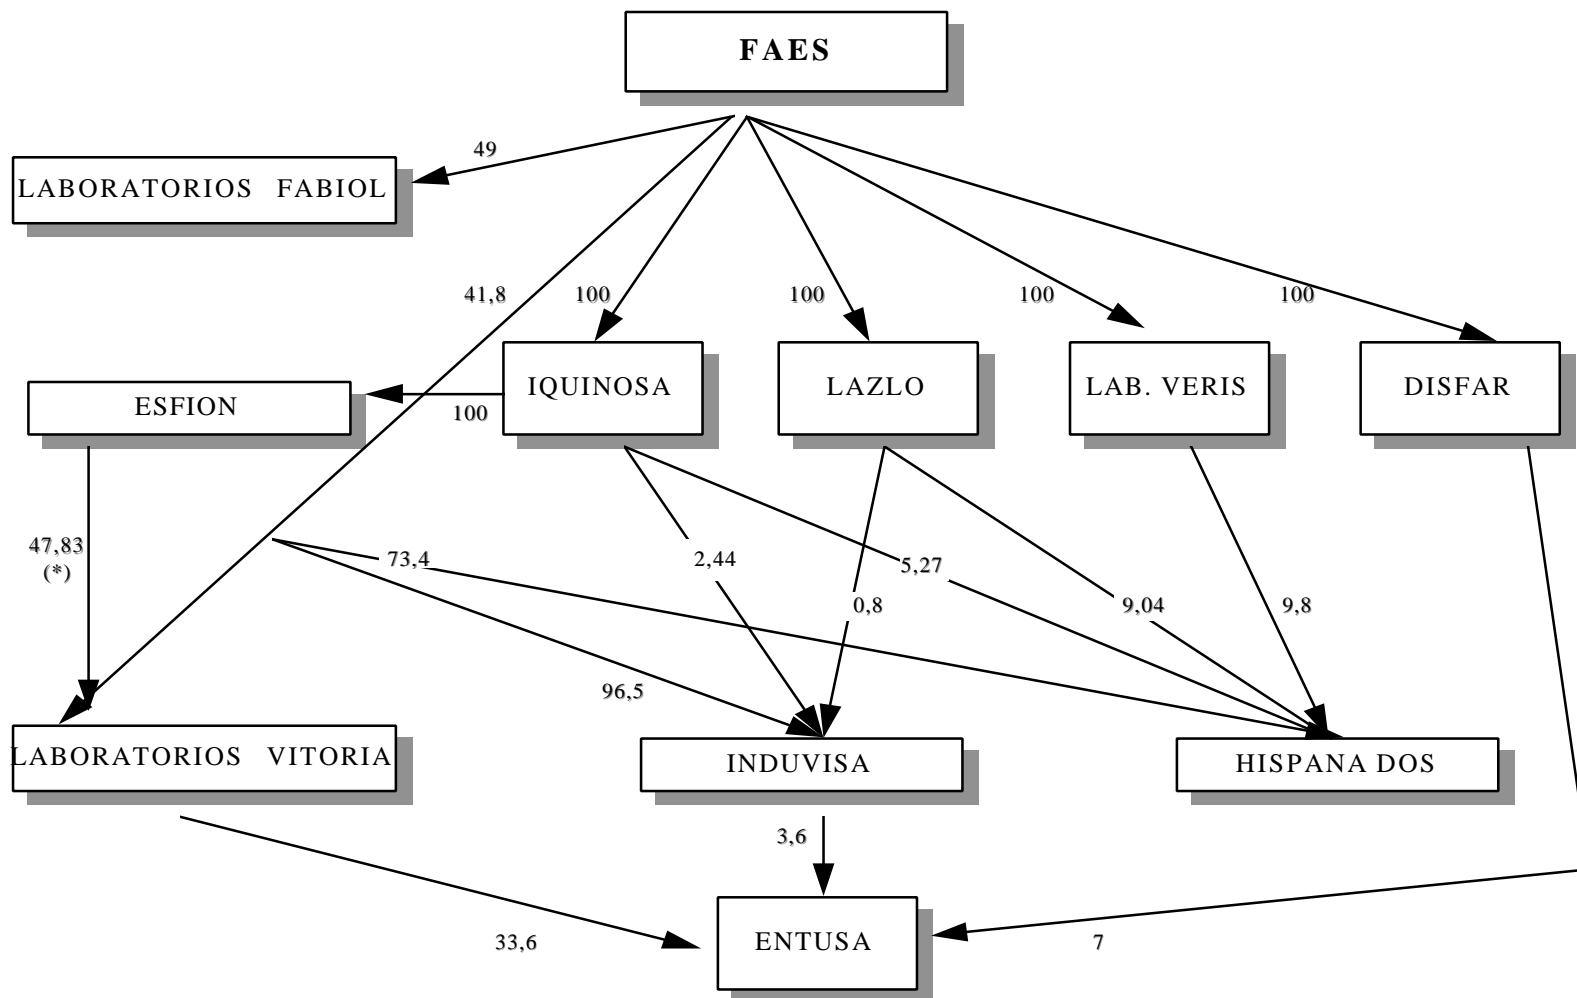 FAES
49
LABORATORIOS FABIOL
41,8
100
100
100
100
IQUINOSA
LAZLO
LAB. VERIS
DISFAR
ESFION
100
47,83
(*)
73,4
2,44
5,27
0,8
9,04
9,8
96,5
LABORATORIOS VITORIA
INDUVISA
HISPANA DOS
3,6
33,6
ENTUSA
7